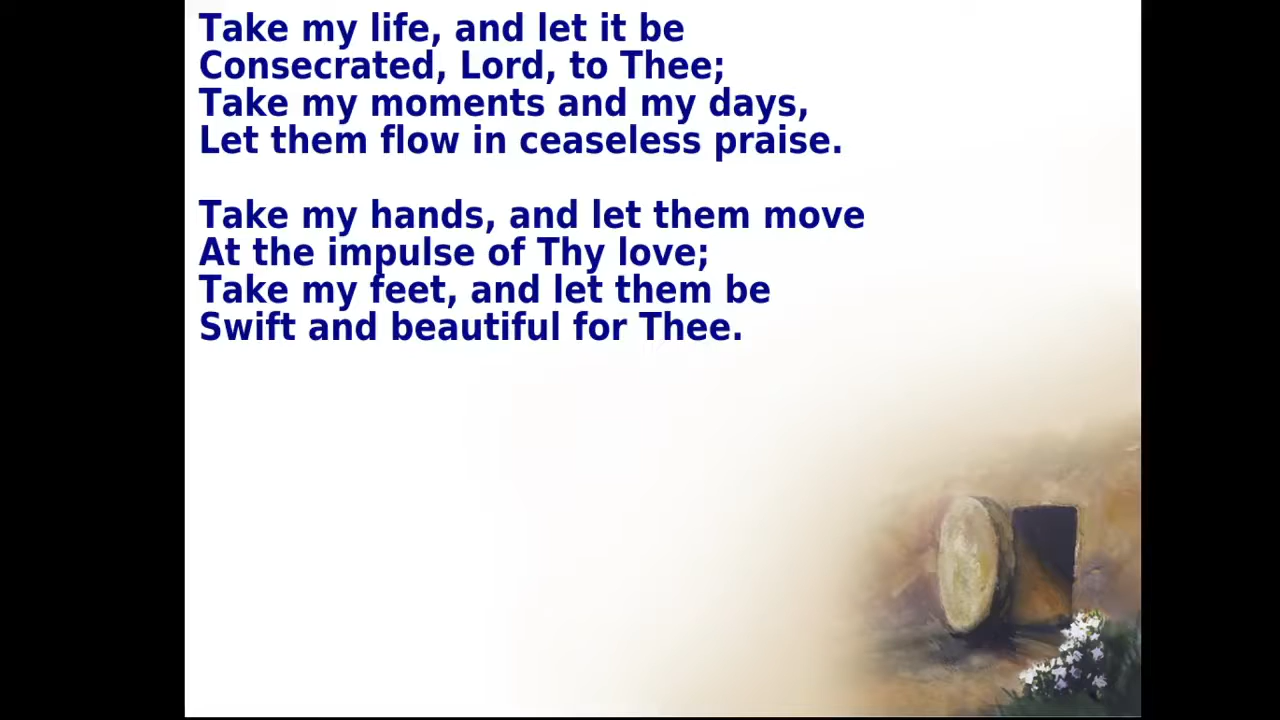 Take my life, and let it be
Consecrated, Lord, to Thee;
Take my moments and my days,
Let them flow in ceaseless praise.
Take my hands, and let them move
At the impulse of Thy love;
Take my feet, and let them be
Swift and beautiful for Thee.